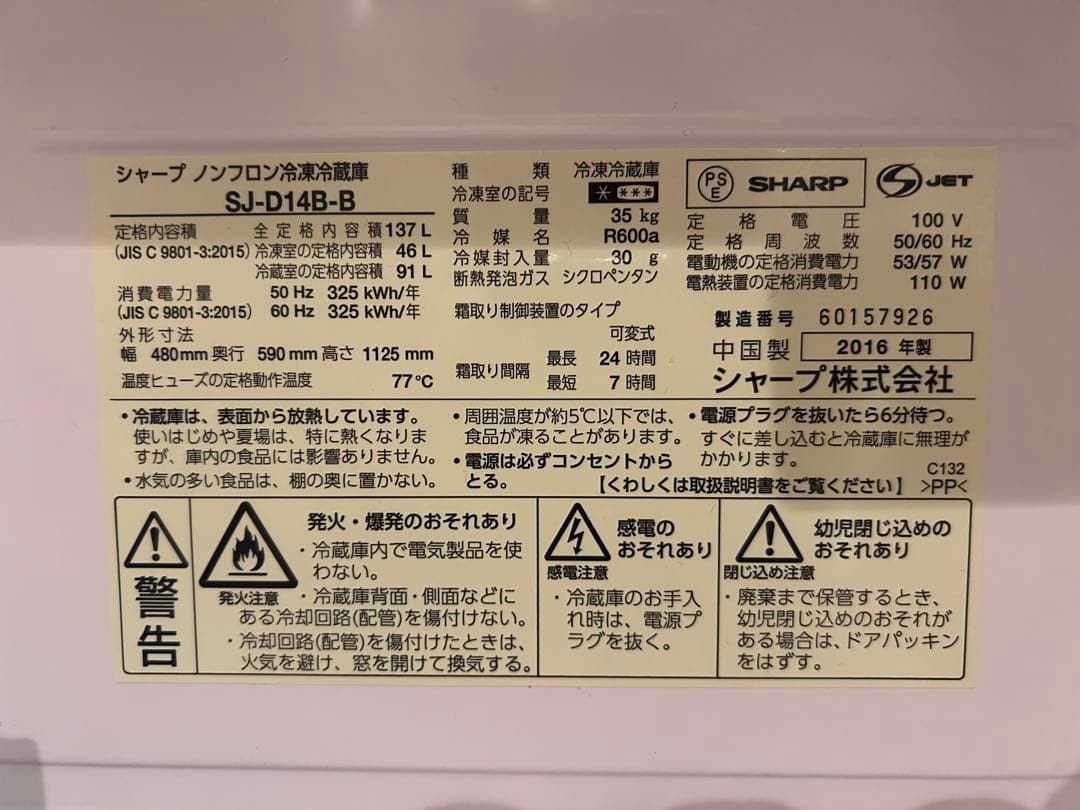 シャープ ノンフロン冷凍冷蔵庫
SJ-D14B-B
定格内容積 全定格内容積 137 L
(JIS C 9801-3:2015) 冷凍室の定格内容積 46 L
冷蔵室の定格内容積 91 L
消費電力量 50 Hz 325 kWh/年
(JIS C 9801-3:2015) 60 Hz 325 kWh/年
外形寸法
幅 480mm 奥行 590mm 高さ 1125mm
温度ヒューズの定格動作温度 77℃
種類 冷凍冷蔵庫
冷凍室の記号 * ***
質量 35 kg
冷媒名 R600a
冷媒封入量 30 g
断熱発泡ガス シクロペンタン
霜取り制御装置のタイプ
可変式
霜取り間隔 最長 24 時間
最短 7 時間
PSE SHARP S JET
定格電圧 100 V
定格周波数 50/60 Hz
電動機の定格消費電力 53/57 W
電熱装置の定格消費電力 110 W
製造番号 60157926
中国製 2016 年製
シャープ株式会社
・冷蔵庫は、表面から放熱しています。
使いはじめや夏場は、特に熱くなりま
すが、庫内の食品には影響ありません。
・水気の多い食品は、棚の奥に置かない。
・周囲温度が約5℃以下では、
食品が凍ることがあります。
・電源は必ずコンセントから
とる。
・電源プラグを抜いたら6分待つ。
すぐに差し込むと冷蔵庫に無理が
かかります。
C132
【くわしくは取扱説明書をご覧ください】 >PP<
警告
発火・爆発のおそれあり
発火注意
・冷蔵庫内で電気製品を使
わない。
・冷蔵庫背面・側面などに
ある冷却回路(配管)を傷付けない。
・冷却回路(配管)を傷付けたときは、
火気を避け、窓を開けて換気する。
感電の
おそれあり
感電注意
・冷蔵庫のお手入
れ時は、電源プ
ラグを抜く。
幼児閉じ込めの
おそれあり
閉じ込め注意
・廃棄まで保管するとき、
幼児閉じ込めのおそれが
ある場合は、ドアパッキン
をはずす。